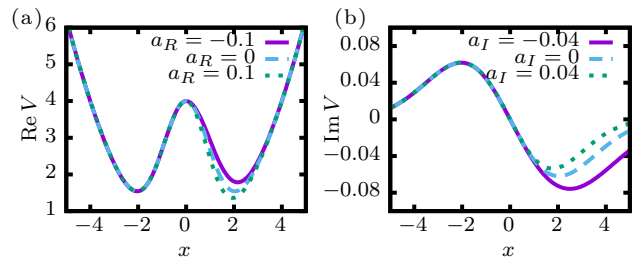 (a)
6
5
4
3
2
1
Re V
a_R = −0.1
a_R = 0
a_R = 0.1
−4 −2 0 2 4
x
(b)
0.08
0.04
0
−0.04
−0.08
Im V
a_I = −0.04
a_I = 0
a_I = 0.04
−4 −2 0 2 4
x